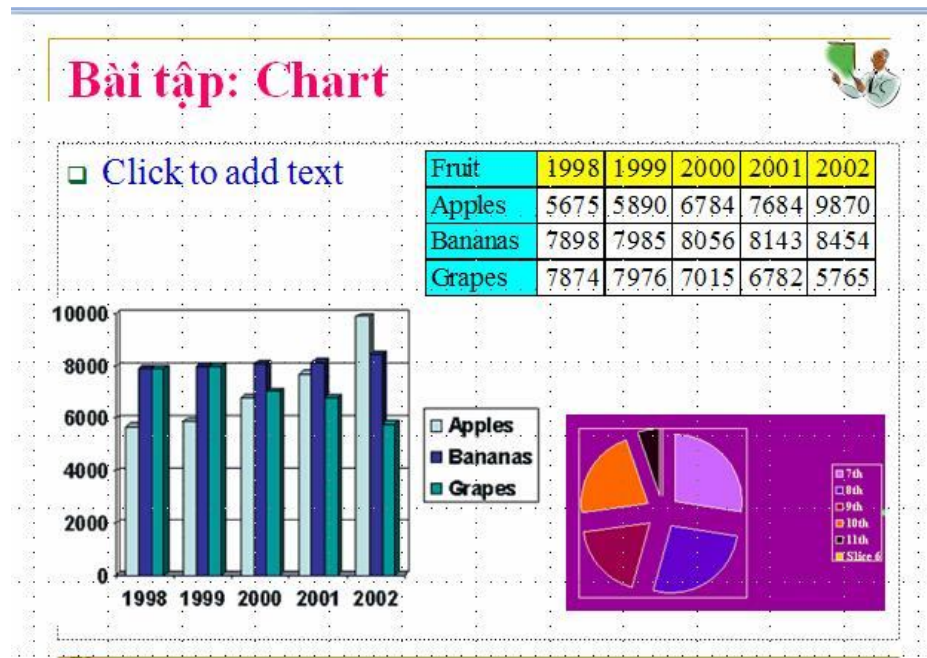 Bài tập: Chart
Click to add text
Fruit 1998 1999 2000 2001 2002
Apples 5675 5890 6784 7684 9870
Bananas 7898 7985 8056 8143 8454
Grapes 7874 7976 7015 6782 5765
10000
8000
6000
4000
2000
0
1998 1999 2000 2001 2002
Apples
Bananas
Grapes
7th
8th
9th
10th
11th
Slice 6